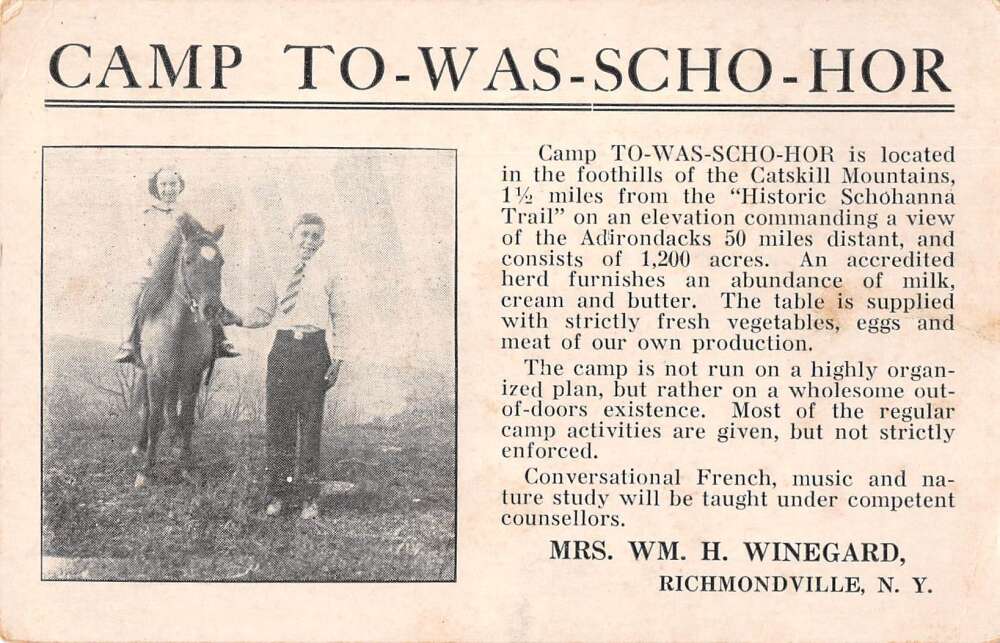 CAMP TO-WAS-SCHO-HOR
Camp TO-WAS-SCHO-HOR is located
in the foothills of the Catskill Mountains,
1½ miles from the "Historic Schohanna
Trail" on an elevation commanding a view
of the Adirondacks 50 miles distant, and
consists of 1,200 acres. An accredited
herd furnishes an abundance of milk,
cream and butter. The table is supplied
with strictly fresh vegetables, eggs and
meat of our own production.
The camp is not run on a highly organ-
ized plan, but rather on a wholesome out-
of-doors existence. Most of the regular
camp activities are given, but not strictly
enforced.
Conversational French, music and na-
ture study will be taught under competent
counsellors.
MRS. WM. H. WINEGARD,
RICHMONDVILLE, N. Y.